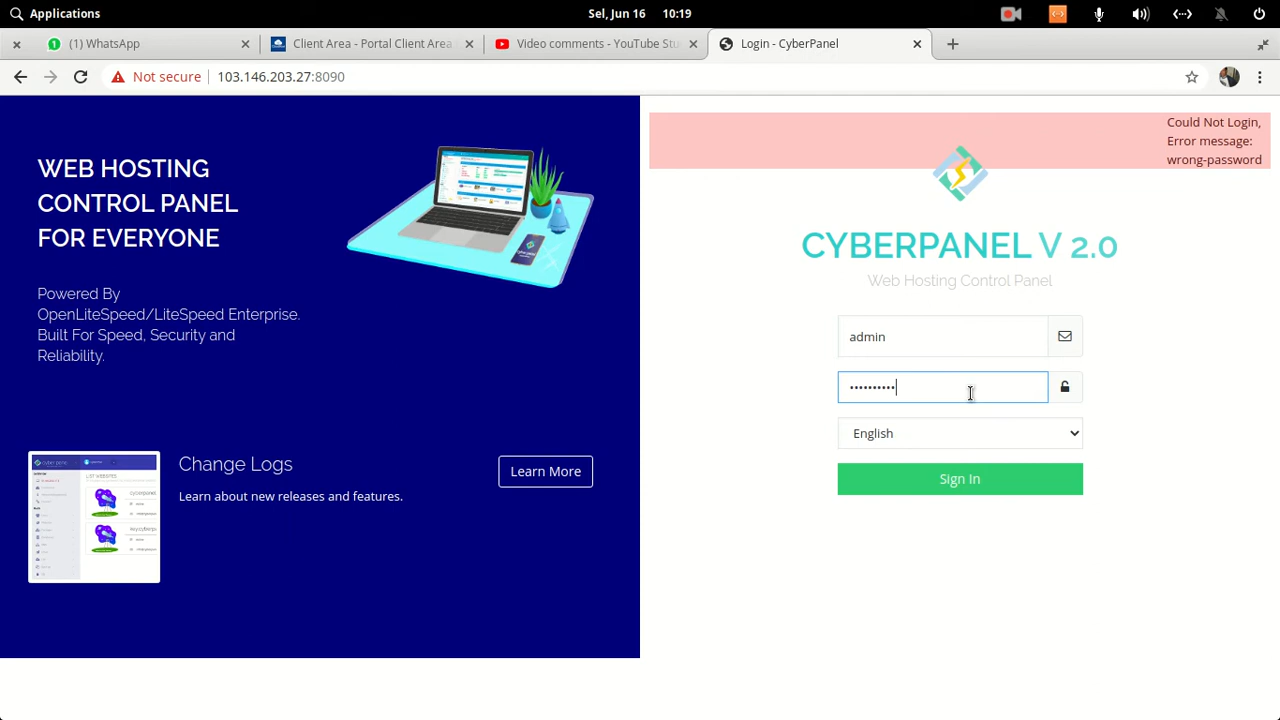 Applications
Sel, Jun 16 10:19
(1) WhatsApp
Client Area - Portal Client Area
Video comments - YouTube Stu
Login - CyberPanel
Not secure
103.146.203.27:8090
WEB HOSTING
CONTROL PANEL
FOR EVERYONE
Powered By
OpenLiteSpeed/LiteSpeed Enterprise.
Built For Speed, Security and
Reliability.
Change Logs
Learn about new releases and features.
Learn More
Could Not Login,
Error message:
wrong-password
CYBERPANEL V 2.0
Web Hosting Control Panel
admin
••••••••••
English
Sign In